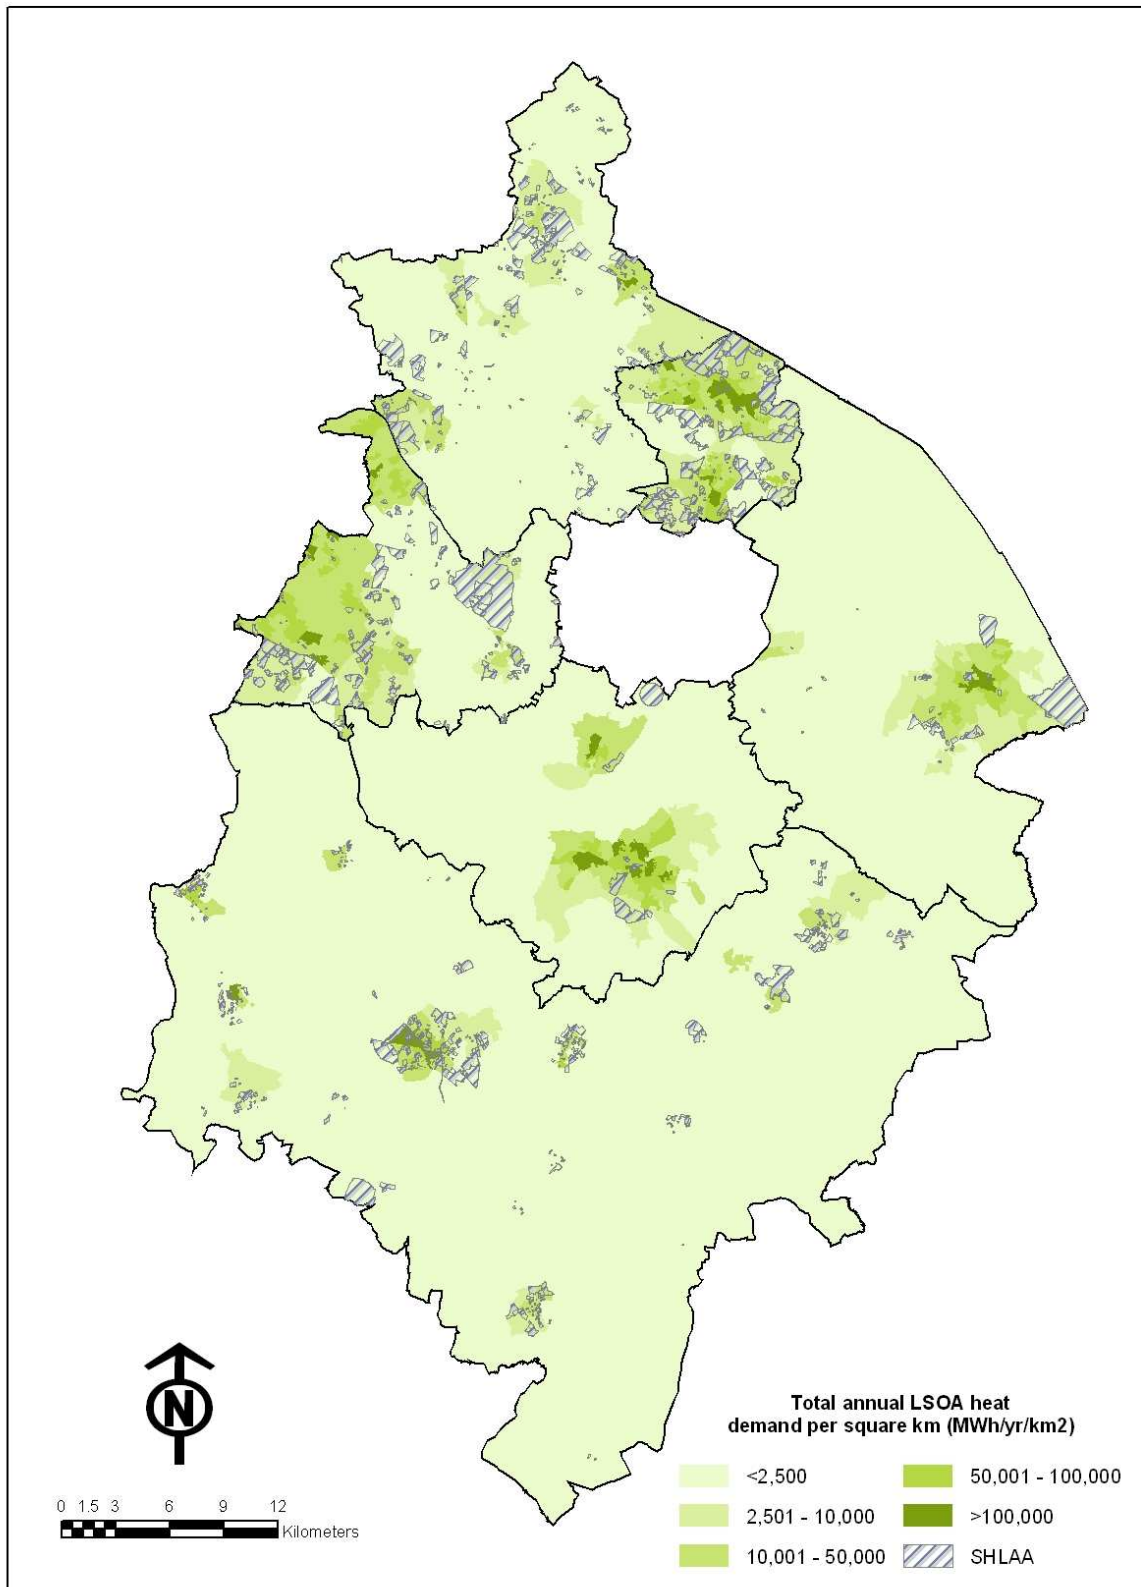 N
0 1.5 3 6 9 12
Kilometers
Total annual LSOA heat
demand per square km (MWh/yr/km2)
<2,500
2,501 - 10,000
10,001 - 50,000
50,001 - 100,000
>100,000
SHLAA